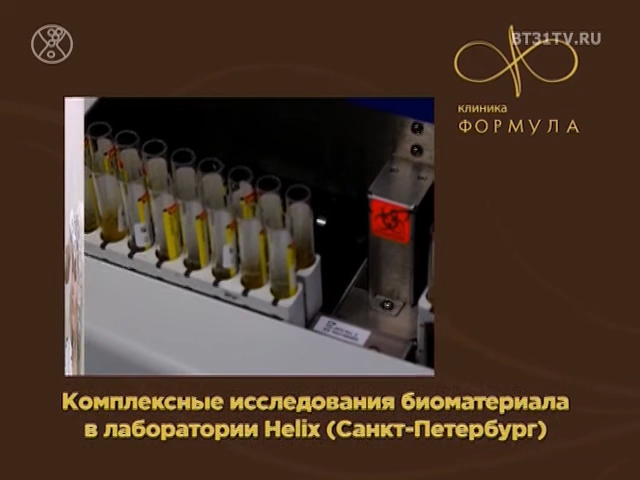 BT31TV.RU
клиника
ФОРМУЛА
Комплексные исследования биоматериала
в лаборатории Helix (Санкт-Петербург)